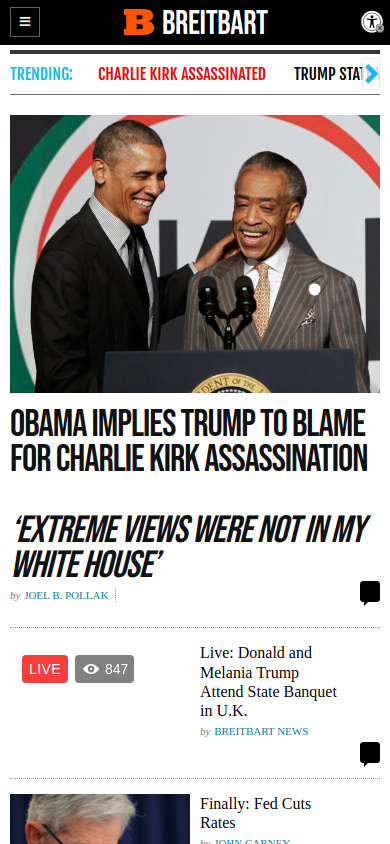 BREITBART
TRENDING: CHARLIE KIRK ASSASSINATED TRUMP STAT
OBAMA IMPLIES TRUMP TO BLAME
FOR CHARLIE KIRK ASSASSINATION
‘EXTREME VIEWS WERE NOT IN MY
WHITE HOUSE’
by JOEL B. POLLAK
LIVE 847
Live: Donald and
Melania Trump
Attend State Banquet
in U.K.
by BREITBART NEWS
Finally: Fed Cuts
Rates
by JOHN CARNEY